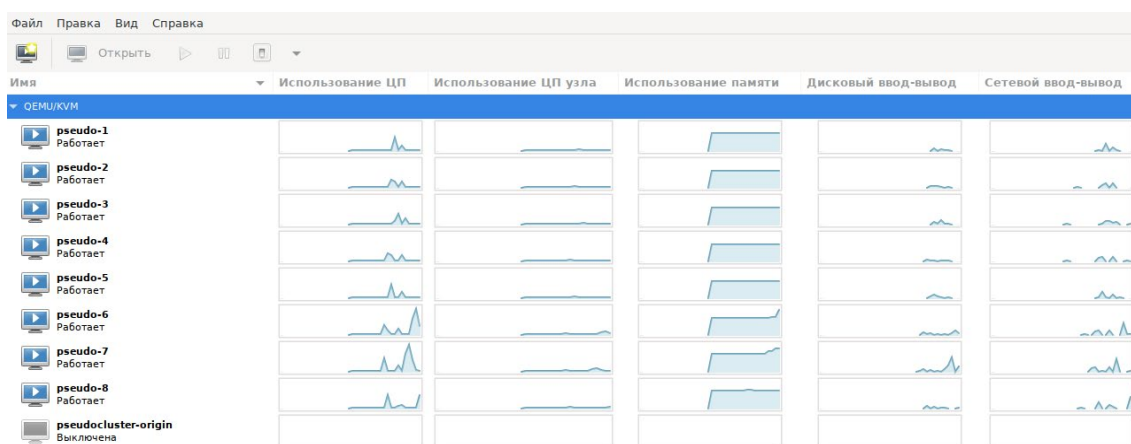 Файл Правка Вид Справка
Открыть
Имя Использование ЦП Использование ЦП узла Использование памяти Дисковый ввод-вывод Сетевой ввод-вывод
QEMU/KVM
pseudo-1
Работает
pseudo-2
Работает
pseudo-3
Работает
pseudo-4
Работает
pseudo-5
Работает
pseudo-6
Работает
pseudo-7
Работает
pseudo-8
Работает
pseudocluster-origin
Выключена